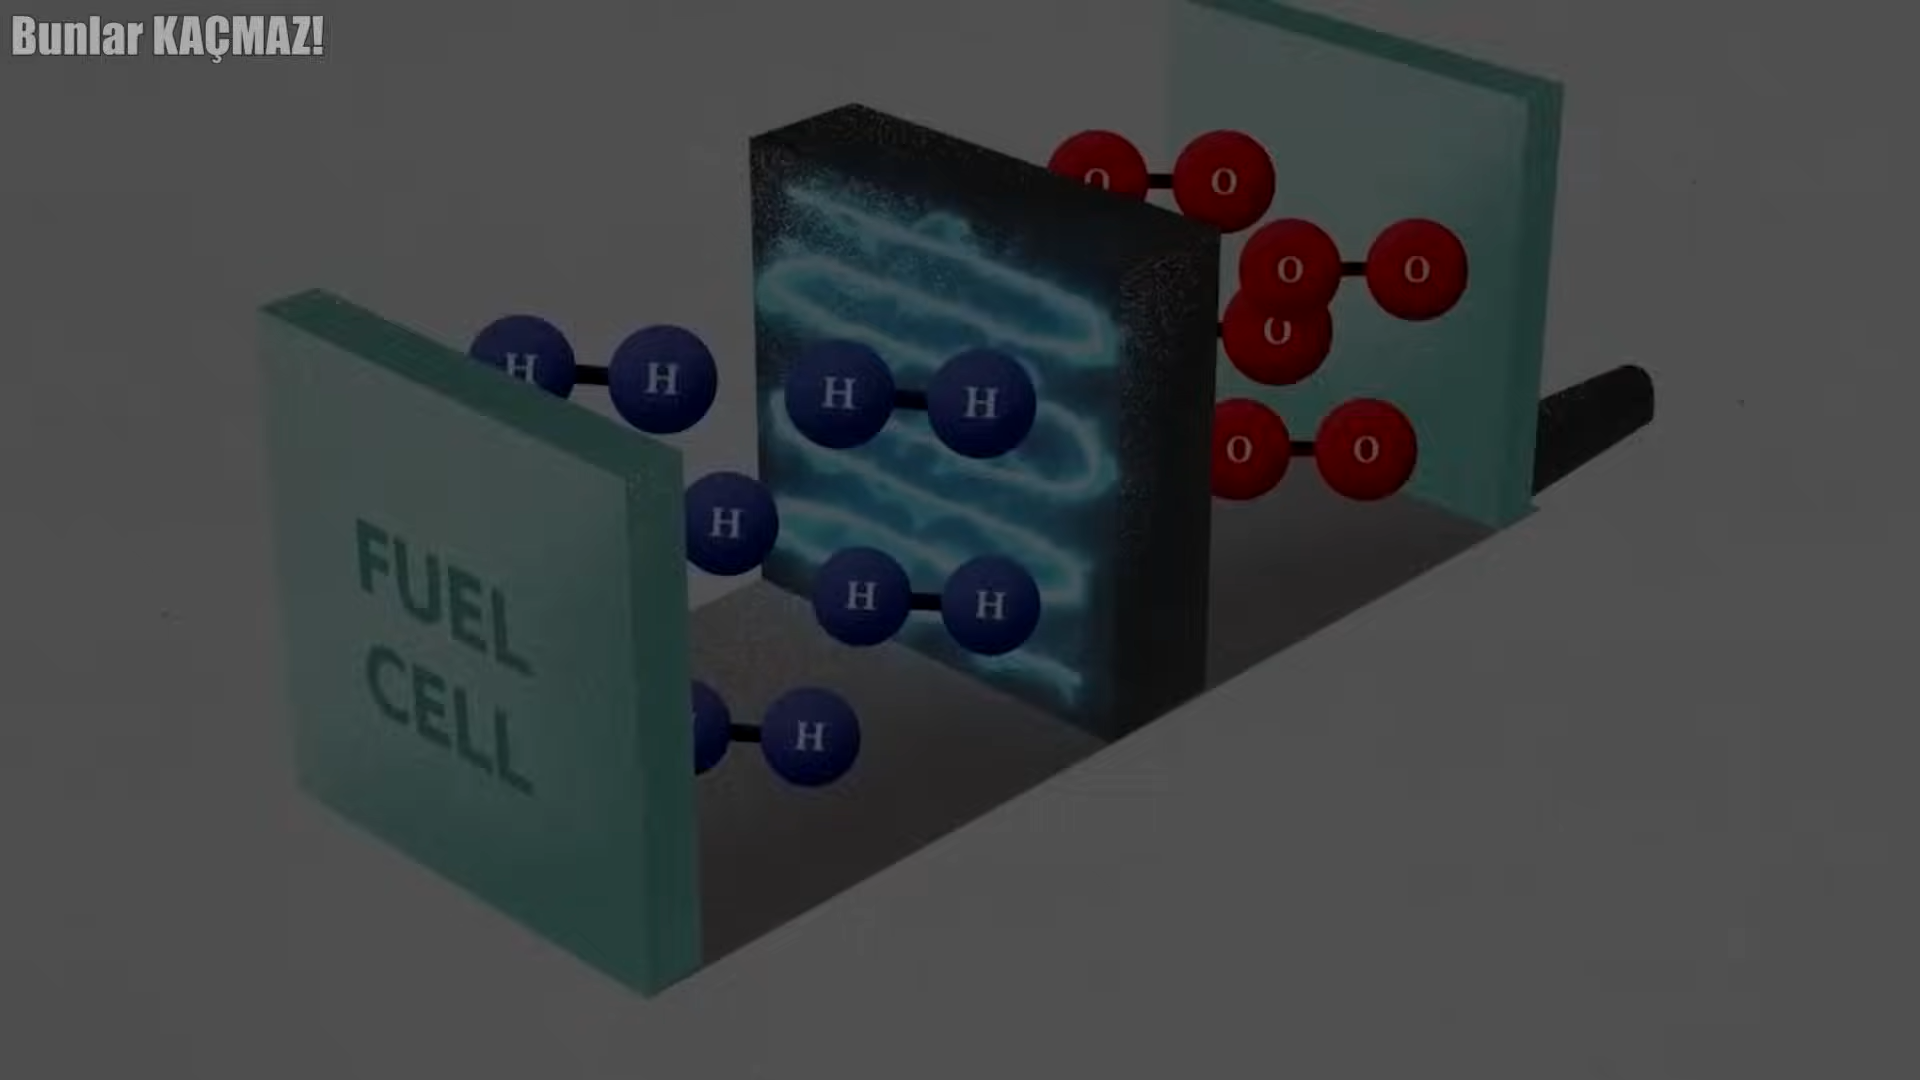 Bunlar KAÇMAZ!
O O
O O
O
H H
H H
O O
H
FUEL
CELL
H H
H